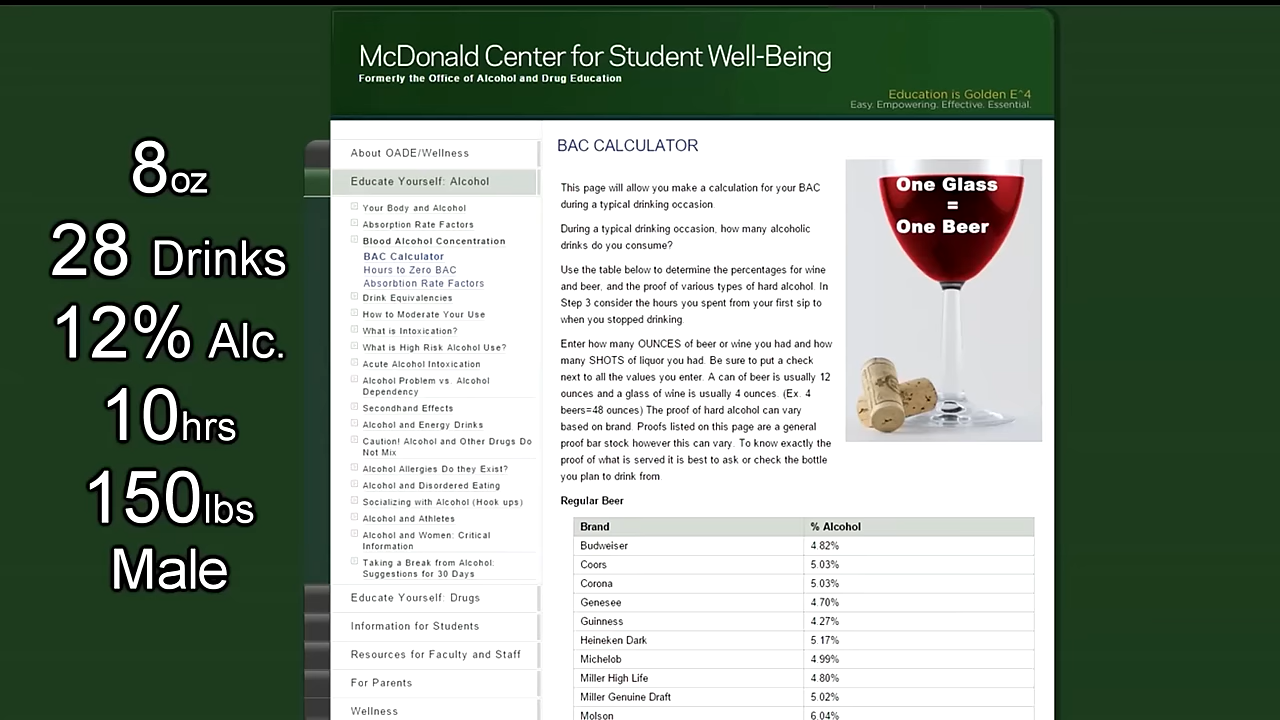 McDonald Center for Student Well-Being
Formerly the Office of Alcohol and Drug Education
Education is Golden E^4
Easy. Empowering. Effective. Essential.
8oz
28 Drinks
12% Alc.
10hrs
150lbs
Male
About OADE/Wellness
Educate Yourself: Alcohol
Your Body and Alcohol
Absorption Rate Factors
Blood Alcohol Concentration
BAC Calculator
Hours to Zero BAC
Absorbtion Rate Factors
Drink Equivalencies
How to Moderate Your Use
What is Intoxication?
What is High Risk Alcohol Use?
Acute Alcohol Intoxication
Alcohol Problem vs. Alcohol
Dependency
Secondhand Effects
Alcohol and Energy Drinks
Caution! Alcohol and Other Drugs Do
Not Mix
Alcohol Allergies Do they Exist?
Alcohol and Disordered Eating
Socializing with Alcohol (Hook ups)
Alcohol and Athletes
Alcohol and Women: Critical
Information
Taking a Break from Alcohol:
Suggestions for 30 Days
Educate Yourself: Drugs
Information for Students
Resources for Faculty and Staff
For Parents
Wellness
BAC CALCULATOR
This page will allow you make a calculation for your BAC
during a typical drinking occasion.
During a typical drinking occasion, how many alcoholic
drinks do you consume?
Use the table below to determine the percentages for wine
and beer, and the proof of various types of hard alcohol. In
Step 3 consider the hours you spent from your first sip to
when you stopped drinking.
Enter how many OUNCES of beer or wine you had and how
many SHOTS of liquor you had. Be sure to put a check
next to all the values you enter. A can of beer is usually 12
ounces and a glass of wine is usually 4 ounces. (Ex. 4
beers=48 ounces) The proof of hard alcohol can vary
based on brand. Proofs listed on this page are a general
proof bar stock however this can vary. To know exactly the
proof of what is served it is best to ask or check the bottle
you plan to drink from.
One Glass
=
One Beer
Regular Beer
Brand % Alcohol
Budweiser 4.82%
Coors 5.03%
Corona 5.03%
Genesee 4.70%
Guinness 4.27%
Heineken Dark 5.17%
Michelob 4.99%
Miller High Life 4.80%
Miller Genuine Draft 5.02%
Molson 6.04%